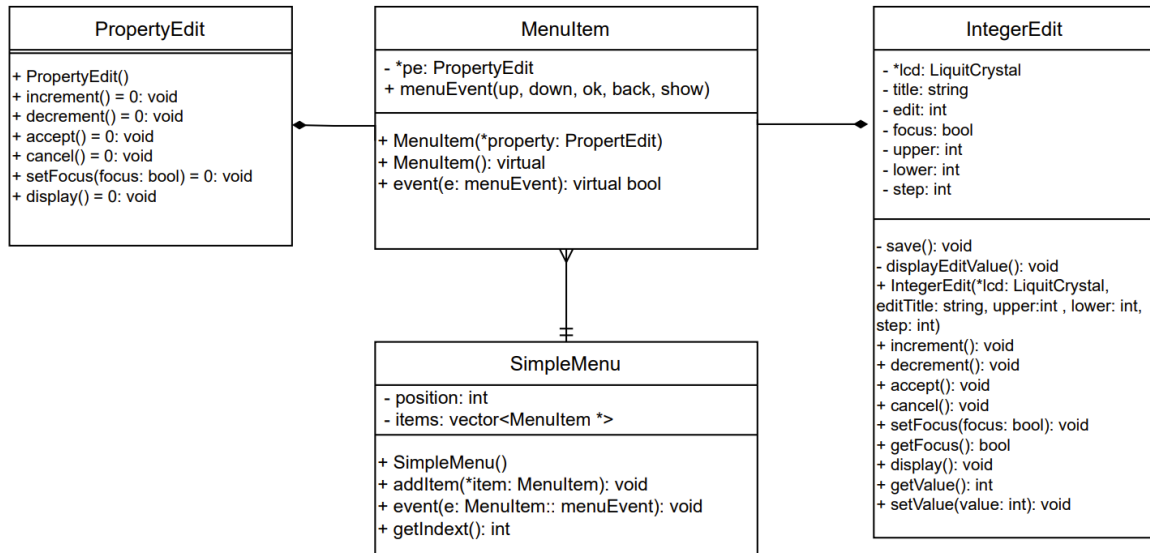 PropertyEdit
+ PropertyEdit()
+ increment() = 0: void
+ decrement() = 0: void
+ accept() = 0: void
+ cancel() = 0: void
+ setFocus(focus: bool) = 0: void
+ display() = 0: void
MenuItem
- *pe: PropertyEdit
+ menuEvent(up, down, ok, back, show)
+ MenuItem(*property: PropertEdit)
+ MenuItem(): virtual
+ event(e: menuEvent): virtual bool
IntegerEdit
- *lcd: LiquitCrystal
- title: string
- edit: int
- focus: bool
- upper: int
- lower: int
- step: int
- save(): void
- displayEditValue(): void
+ IntegerEdit(*lcd: LiquitCrystal,
editTitle: string, upper:int , lower: int,
step: int)
+ increment(): void
+ decrement(): void
+ accept(): void
+ cancel(): void
+ setFocus(focus: bool): void
+ getFocus(): bool
+ display(): void
+ getValue(): int
+ setValue(value: int): void
SimpleMenu
- position: int
- items: vector<MenuItem *>
+ SimpleMenu()
+ addItem(*item: MenuItem): void
+ event(e: MenuItem:: menuEvent): void
+ getIndext(): int